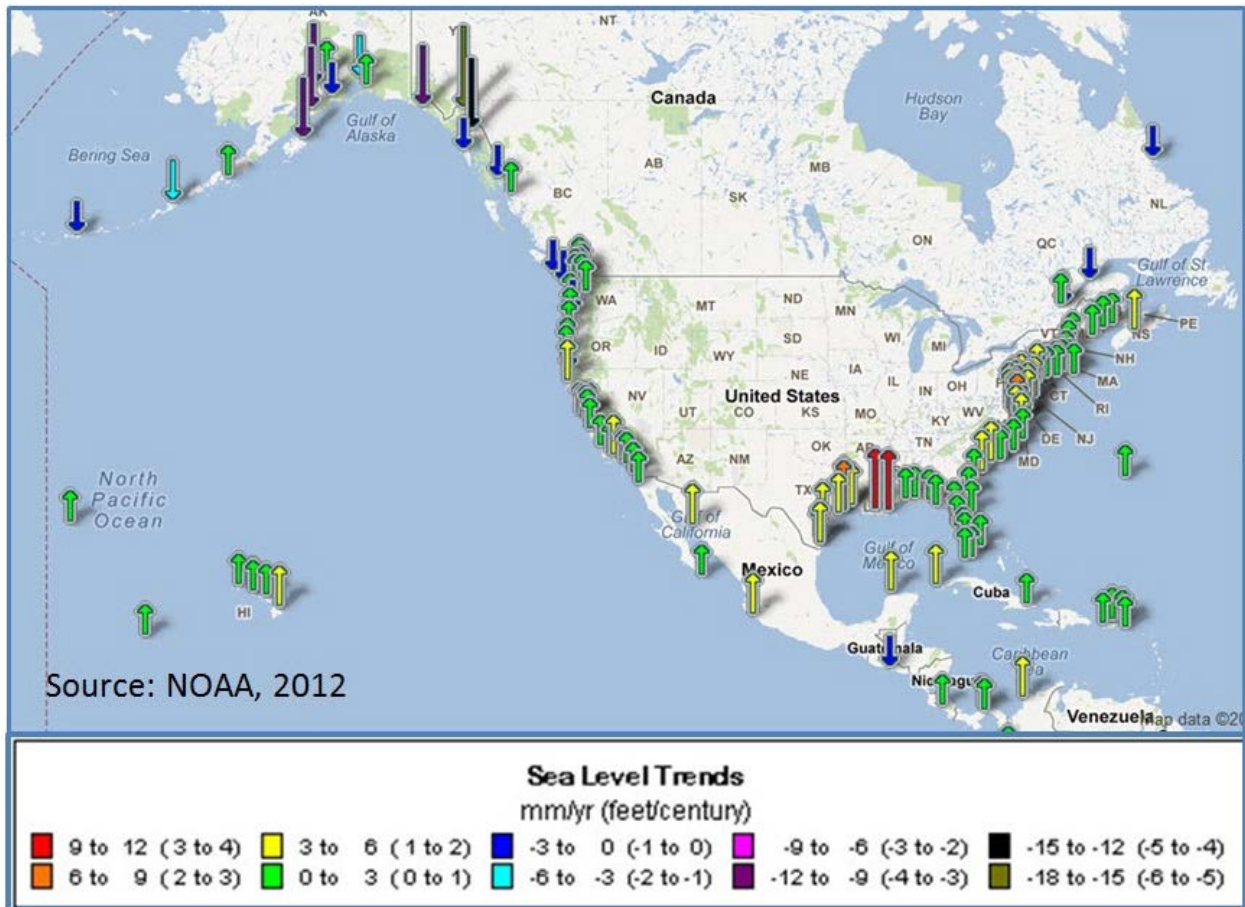 AK
NT
Y
Canada
Hudson
Bay
Gulf of
Alaska
Bering Sea
AB
MB
SK
BC
NL
ON
QC
Gulf of St
Lawrence
WA
MT
ND
MN
VT
NS
PE
OR
ID
SD
WI
MI
NH
WY
IA
MA
NE
OH
CT
RI
NV
United States
IL
IN
UT
CO
KS
MO
WV
NJ
KY
DE
MD
OK
AR
TN
AZ
NM
TX
North
Pacific
Ocean
Gulf of
California
Gulf of
Mexico
Mexico
Cuba
HI
Source: NOAA, 2012
Caribbean
Venezuela
Map data ©20
Sea Level Trends
mm/yr (feet/century)
9 to 12 (3 to 4) 3 to 6 (1 to 2) -3 to 0 (-1 to 0) -9 to -6 (-3 to -2) -15 to -12 (-5 to -4)
6 to 9 (2 to 3) 0 to 3 (0 to 1) -6 to -3 (-2 to -1) -12 to -9 (-4 to -3) -18 to -15 (-6 to -5)